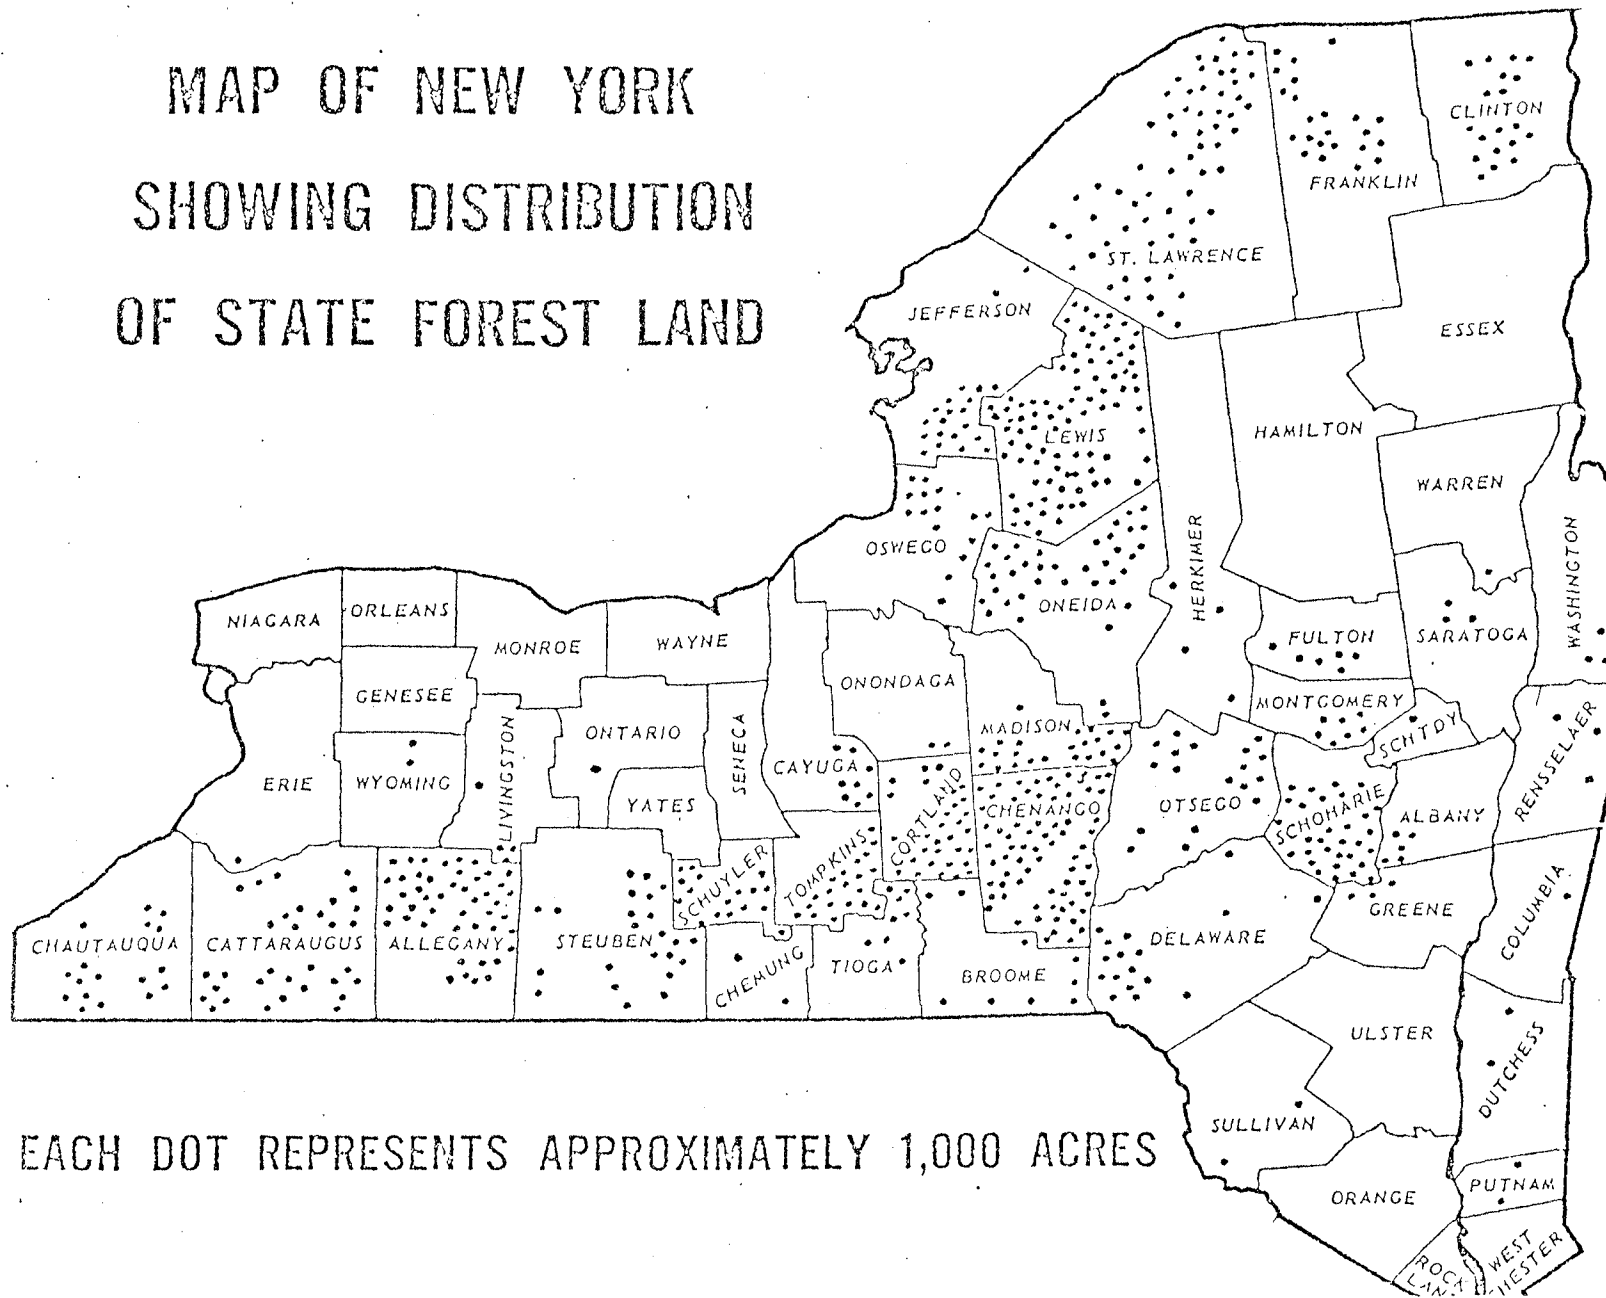 MAP OF NEW YORK
SHOWING DISTRIBUTION
OF STATE FOREST LAND
CLINTON
FRANKLIN
ST. LAWRENCE
JEFFERSON
ESSEX
LEWIS
HAMILTON
WARREN
OSWEGO
HERKIMER
WASHINGTON
ONEIDA
NIAGARA
ORLEANS
MONROE
WAYNE
FULTON
SARATOGA
GENESEE
ONONDAGA
MONTGOMERY
ONTARIO
SENECA
MADISON
SCHTDY
RENSSELAER
ERIE
WYOMING
LIVINGSTON
YATES
CAYUGA
CORTLAND
CHENANGO
OTSEGO
SCHOHARIE
ALBANY
SCHUYLER
TOMPKINS
COLUMBIA
CHAUTAUQUA
CATTARAUGUS
ALLEGANY
STEUBEN
CHEMUNG
TIOGA
BROOME
DELAWARE
GREENE
ULSTER
DUTCHESS
SULLIVAN
ORANGE
PUTNAM
EACH DOT REPRESENTS APPROXIMATELY 1,000 ACRES
ROCK
LAN
WEST
HESTER